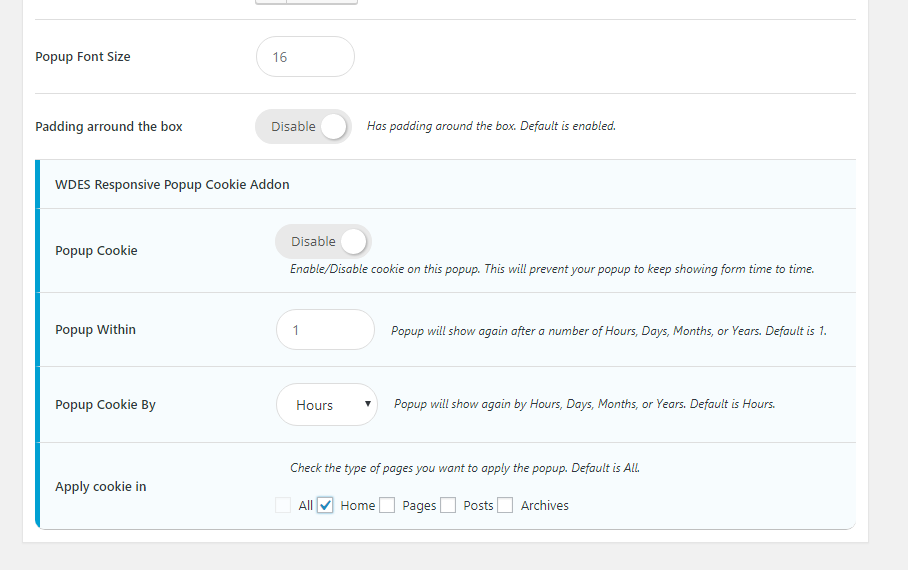 Popup Font Size
16
Padding arround the box
Disable
Has padding around the box. Default is enabled.
WDES Responsive Popup Cookie Addon
Popup Cookie
Disable
Enable/Disable cookie on this popup. This will prevent your popup to keep showing form time to time.
Popup Within
1
Popup will show again after a number of Hours, Days, Months, or Years. Default is 1.
Popup Cookie By
Hours
Popup will show again by Hours, Days, Months, or Years. Default is Hours.
Apply cookie in
Check the type of pages you want to apply the popup. Default is All.
All Home Pages Posts Archives